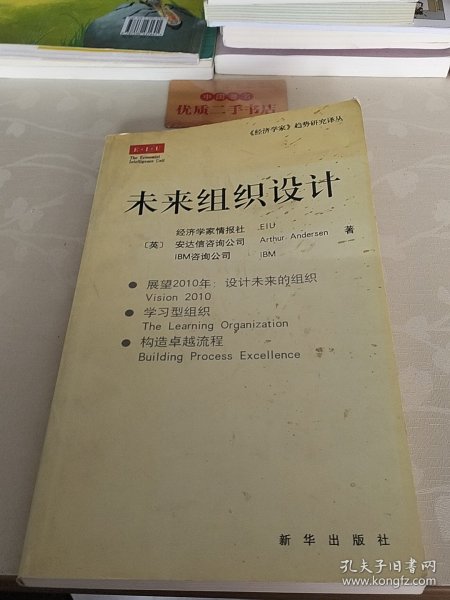 中国驰名
优质二手书店
《经济学家》趋势研究译丛
E·I·U
The Economist
Intelligence Unit
未来组织设计
经济学家情报社 EIU
〔英〕 安达信咨询公司 Arthur Andersen 著
IBM咨询公司 IBM
● 展望2010年：设计未来的组织
Vision 2010
● 学习型组织
The Learning Organization
● 构造卓越流程
Building Process Excellence
新华出版社
孔夫子旧书网
www.kongfz.com